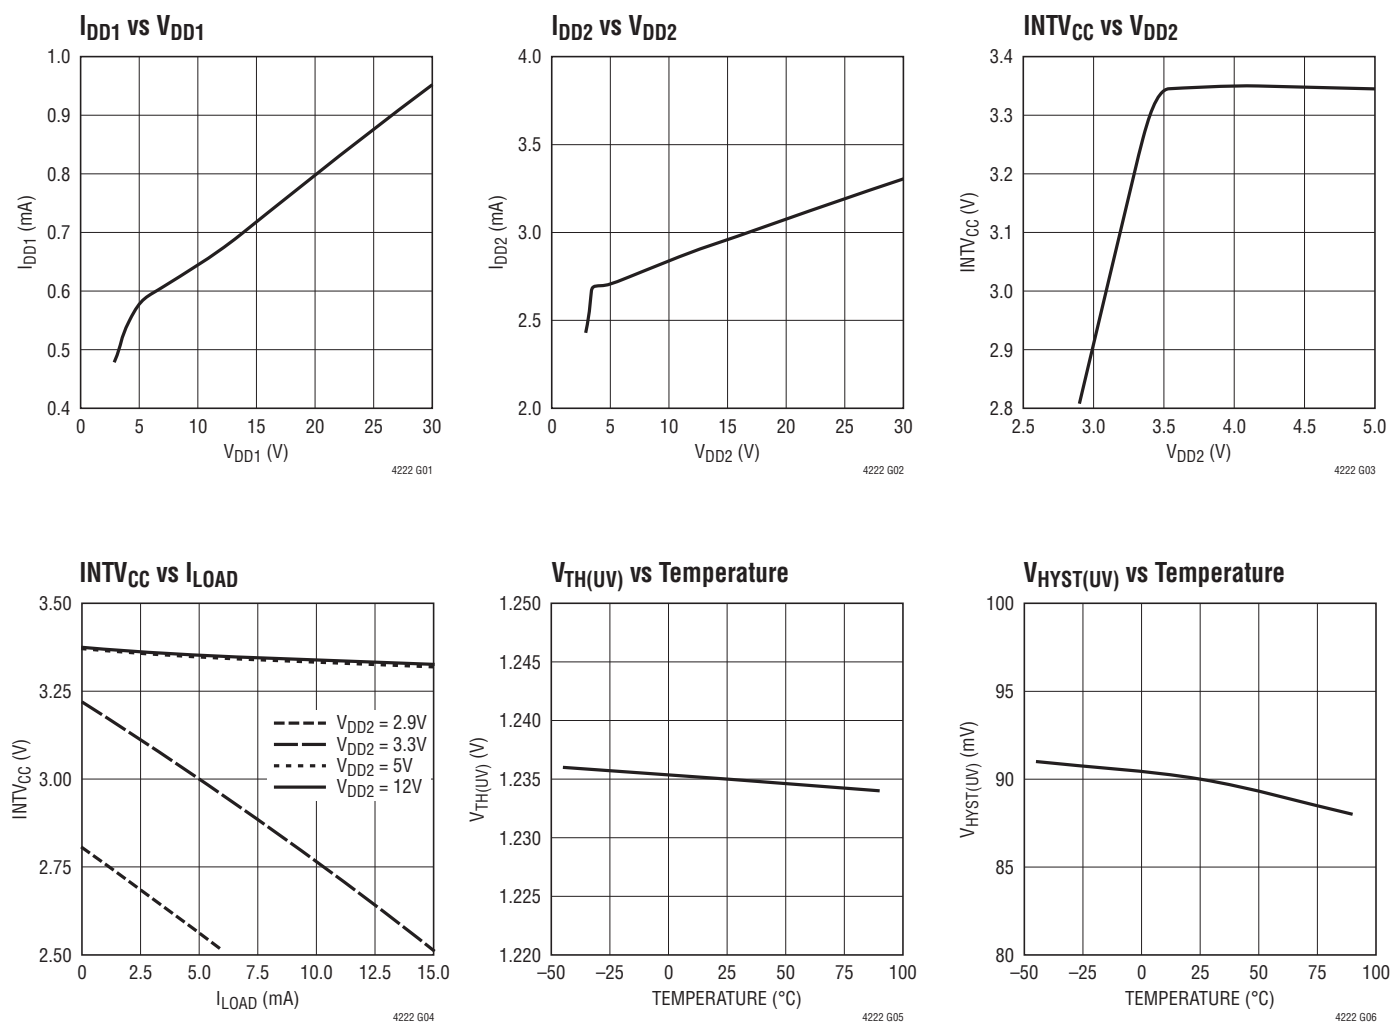 IDD1 vs VDD1
1.0
0.9
0.8
0.7
0.6
0.5
0.4
IDD1 (mA)
0 5 10 15 20 25 30
VDD1 (V)
4222 G01
IDD2 vs VDD2
4.0
3.5
3.0
2.5
2.0
IDD2 (mA)
0 5 10 15 20 25 30
VDD2 (V)
4222 G02
INTVCC vs VDD2
3.4
3.3
3.2
3.1
3.0
2.9
2.8
INTVCC (V)
2.5 3.0 3.5 4.0 4.5 5.0
VDD2 (V)
4222 G03
INTVCC vs ILOAD
3.50
3.25
3.00
2.75
2.50
INTVCC (V)
VDD2 = 2.9V
VDD2 = 3.3V
VDD2 = 5V
VDD2 = 12V
0 2.5 5.0 7.5 10.0 12.5 15.0
ILOAD (mA)
4222 G04
VTH(UV) vs Temperature
1.250
1.245
1.240
1.235
1.230
1.225
1.220
VTH(UV) (V)
–50 –25 0 25 50 75 100
TEMPERATURE (°C)
4222 G05
VHYST(UV) vs Temperature
100
95
90
85
80
VHYST(UV) (mV)
–50 –25 0 25 50 75 100
TEMPERATURE (°C)
4222 G06